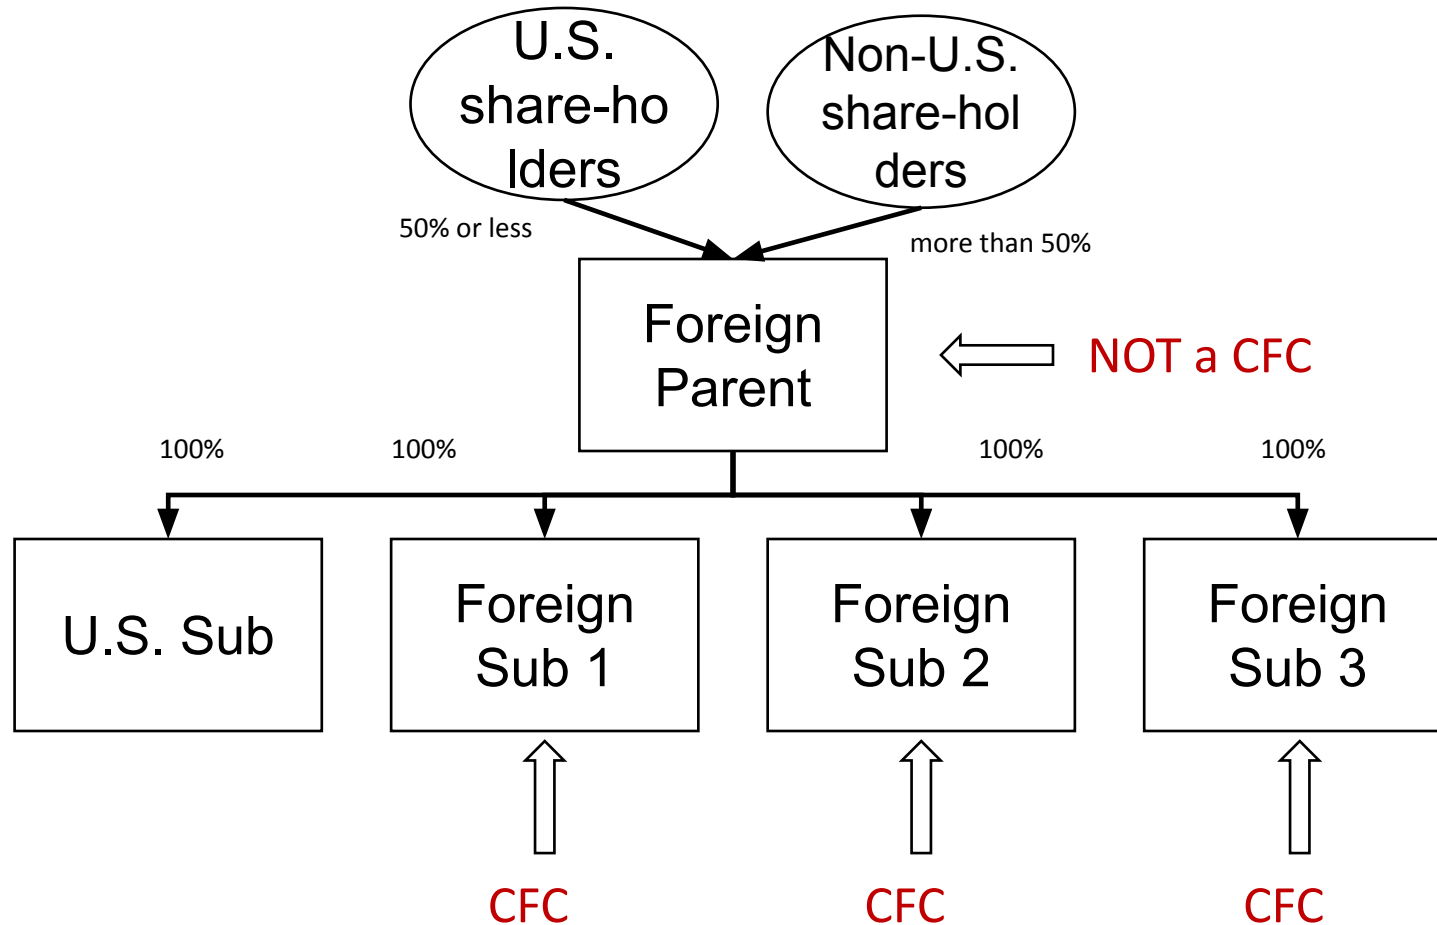 U.S.
share-ho
lders
Non-U.S.
share-hol
ders
50% or less
more than 50%
Foreign
Parent
NOT a CFC
100%
100%
100%
100%
U.S. Sub
Foreign
Sub 1
Foreign
Sub 2
Foreign
Sub 3
CFC
CFC
CFC